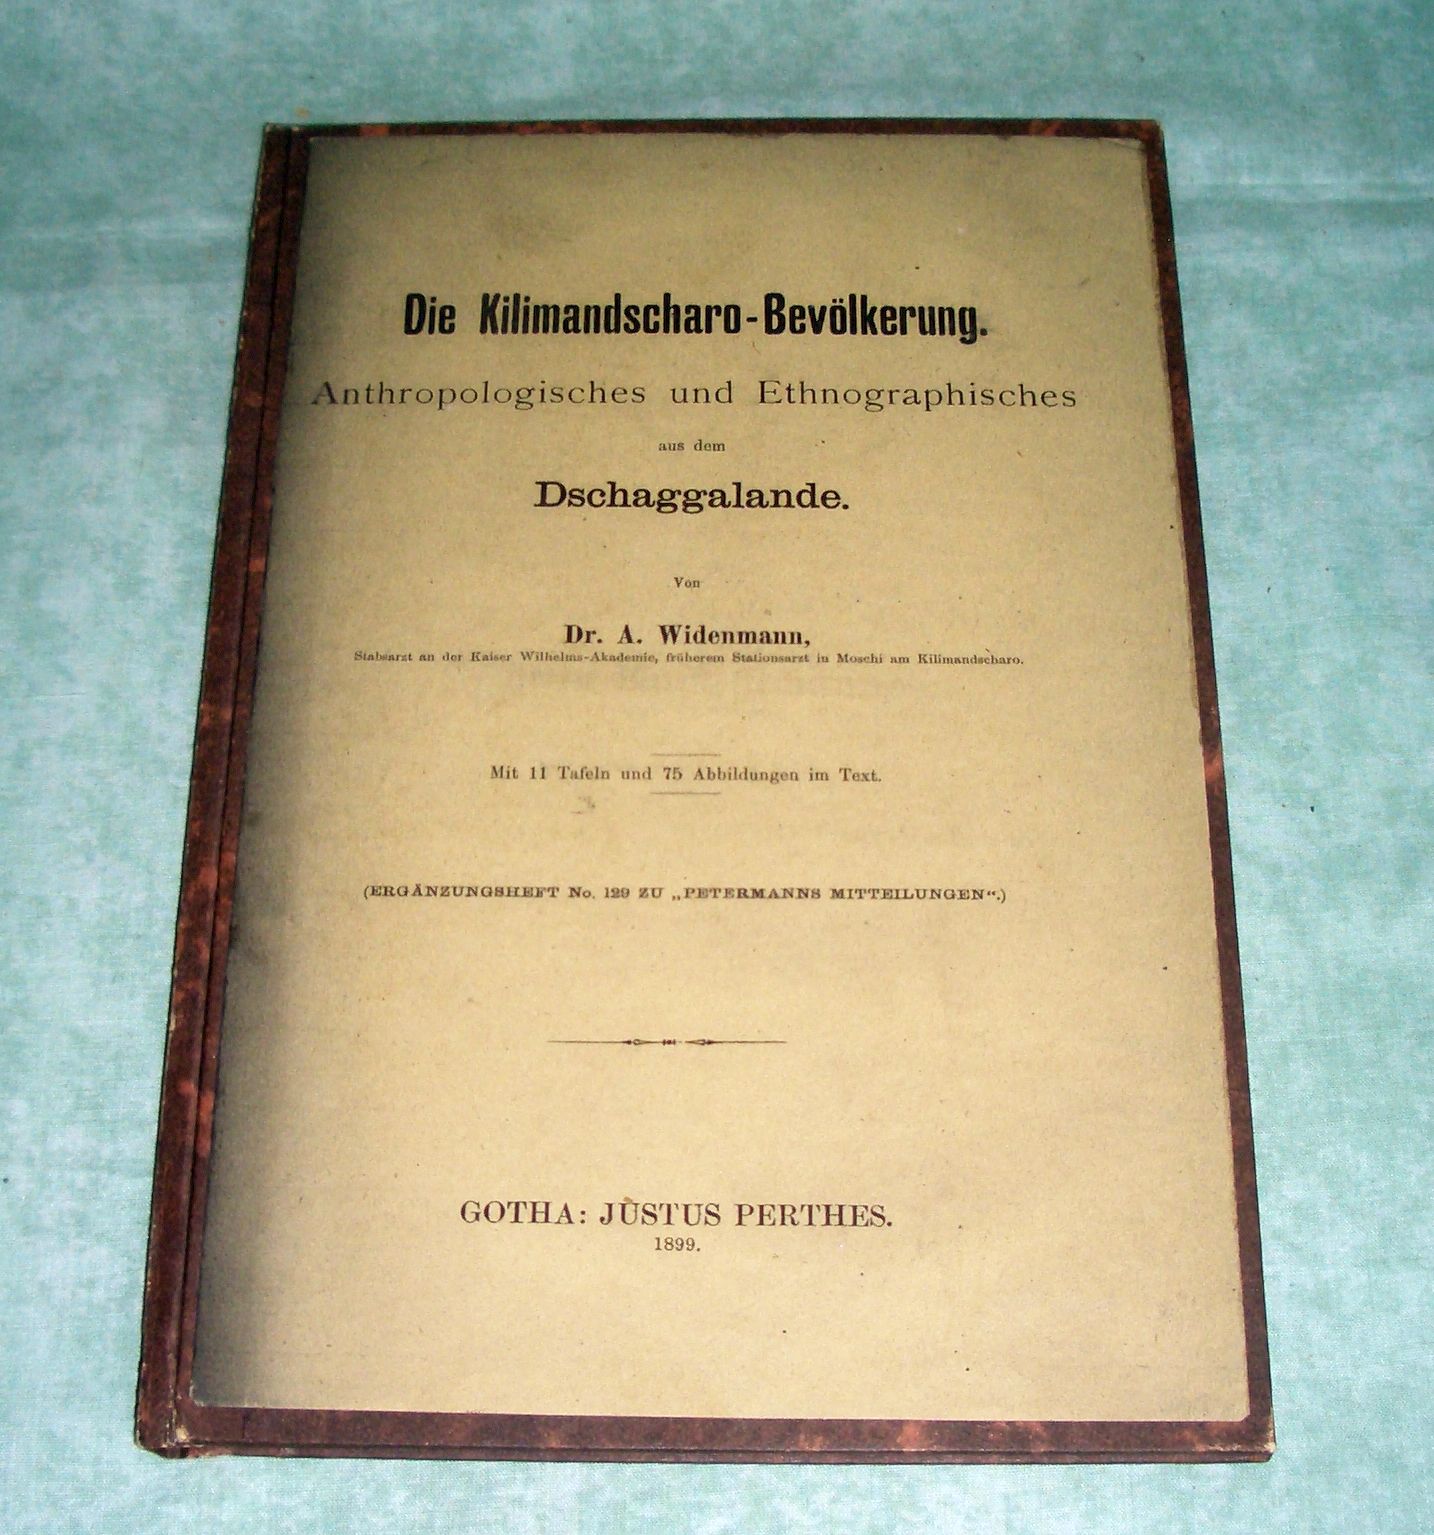 Die Kilimandscharo-Bevölkerung.
Anthropologisches und Ethnographisches
aus dem
Dschaggalande.
Von
Dr. A. Widenmann,
Stabsarzt an der Kaiser Wilhelms-Akademie, früherem Stationsarzt in Moschi am Kilimandscharo.
Mit 11 Tafeln und 75 Abbildungen im Text.
(ERGÄNZUNGSHEFT No. 129 ZU „PETERMANNS MITTEILUNGEN“.)
GOTHA: JUSTUS PERTHES.
1899.